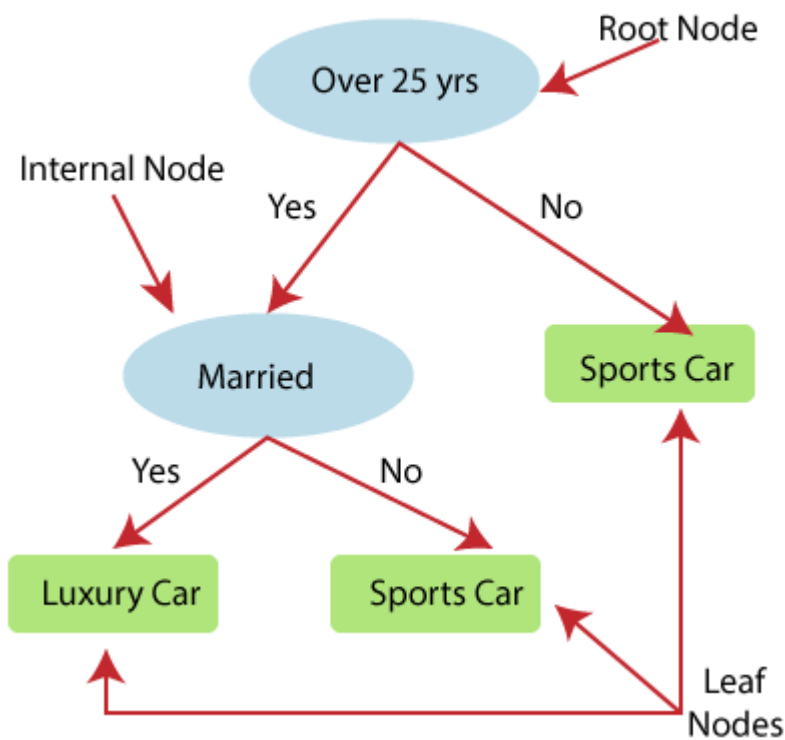 Root Node
Over 25 yrs
Internal Node
Yes
No
Sports Car
Married
Yes
No
Luxury Car
Sports Car
Leaf
Nodes